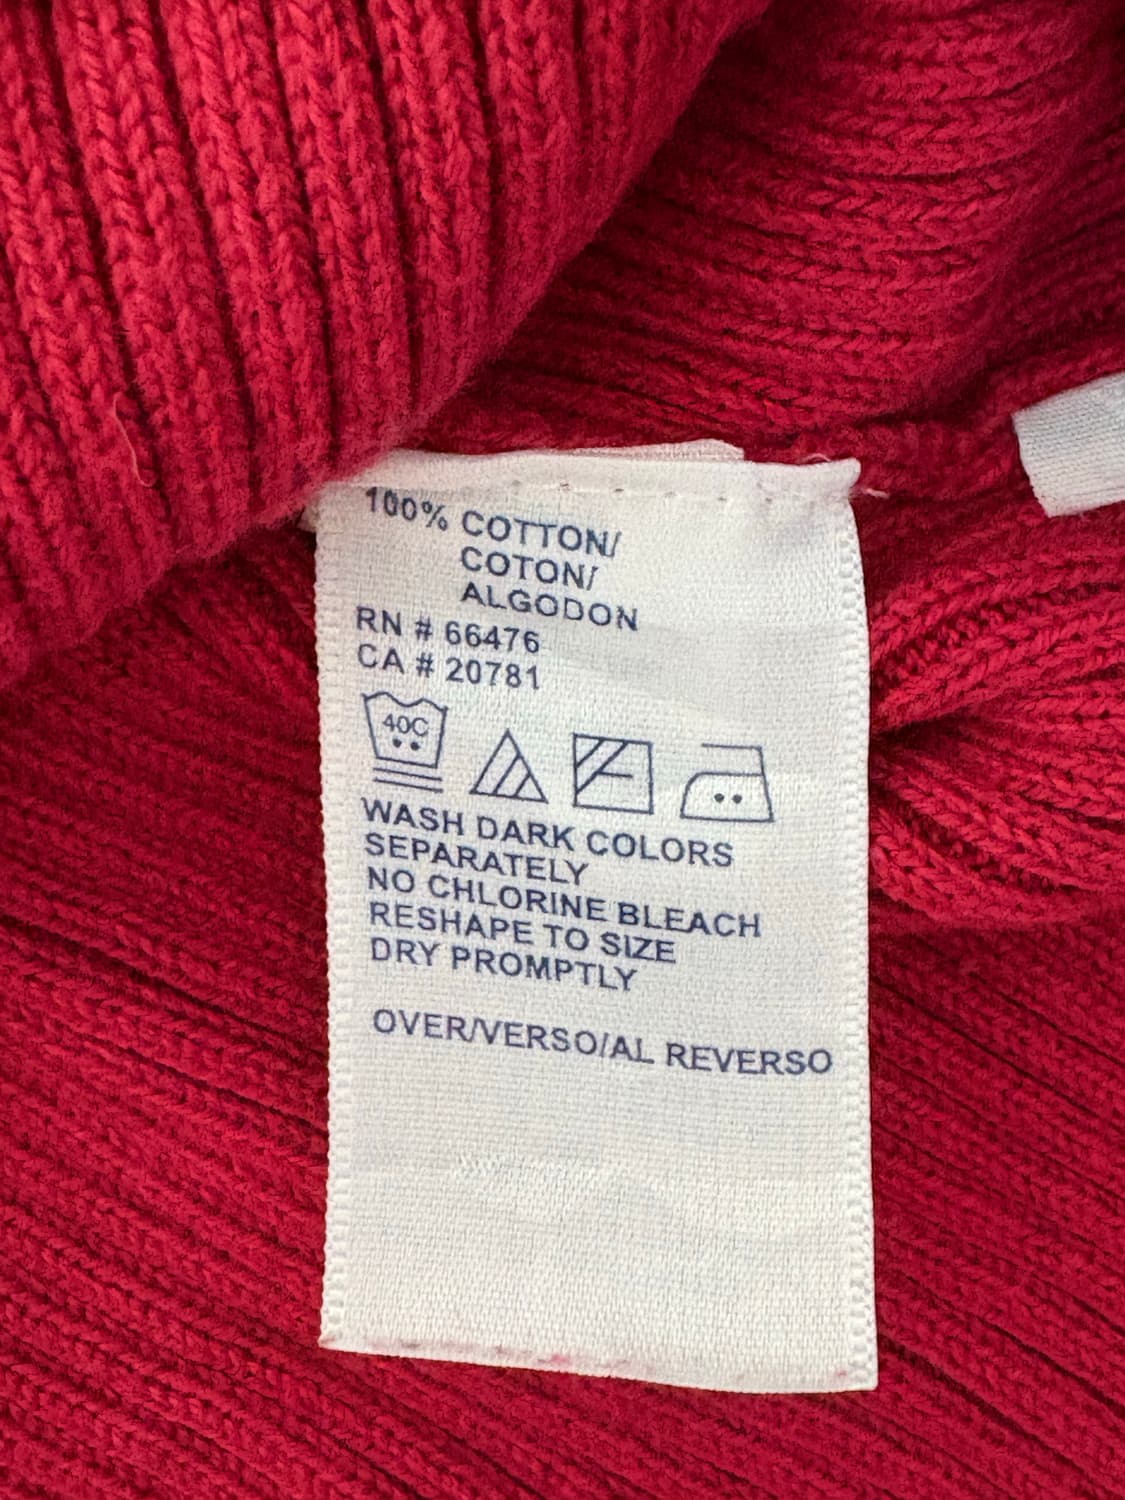 100% COTTON/
COTON/
ALGODON
RN # 66476
CA # 20781
40C
WASH DARK COLORS
SEPARATELY
NO CHLORINE BLEACH
RESHAPE TO SIZE
DRY PROMPTLY
OVER/VERSO/AL REVERSO